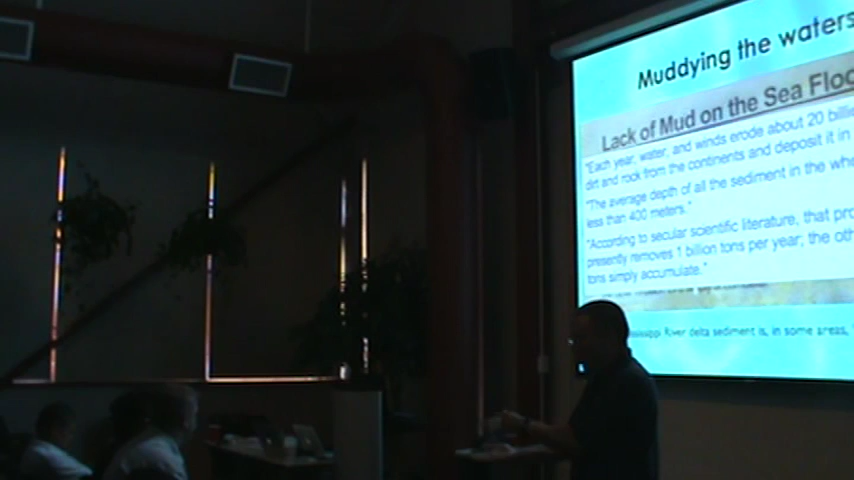 Muddying the waters
Lack of Mud on the Sea Floo
"Each year, water, and winds erode about 20 billi
dirt and rock from the continents and deposit it in
"The average depth of all the sediment in the who
less than 400 meters."
"According to secular scientific literature, that pro
presently removes 1 billion tons per year; the oth
tons simply accumulate."
River delta sediment is, in some areas,